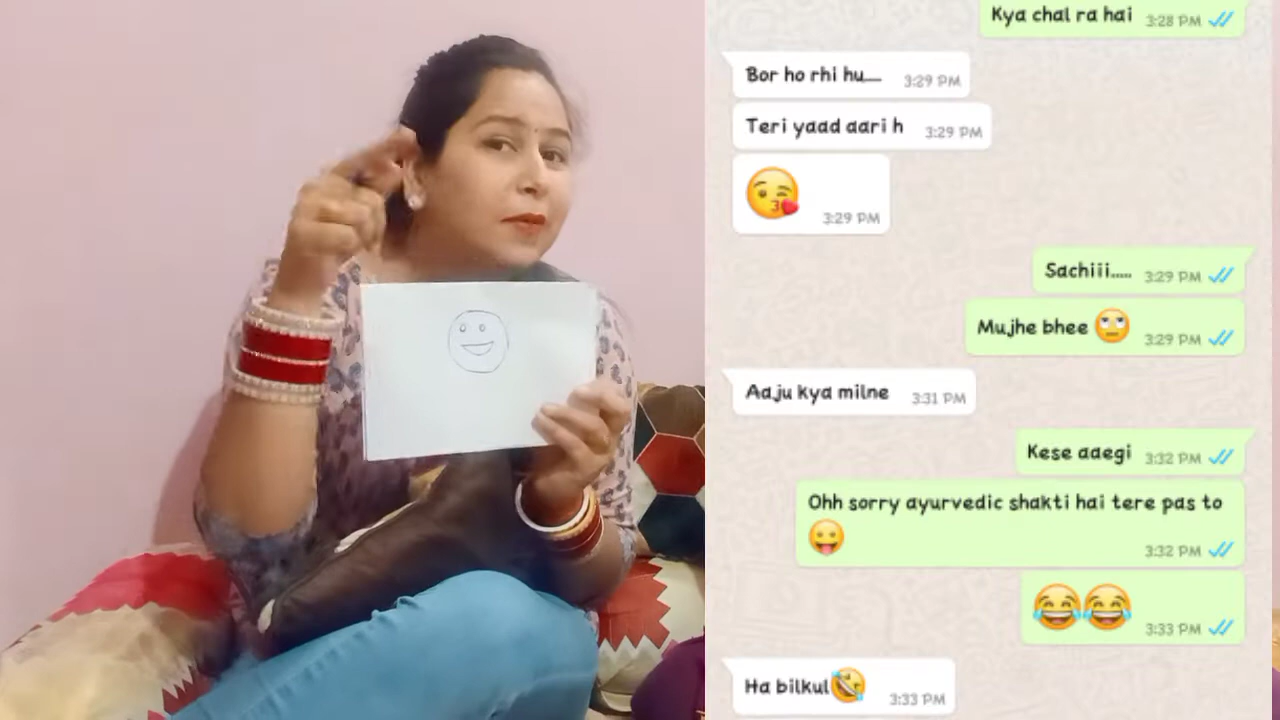 Kya chal ra hai 3:28 PM
Bor ho rhi hu.... 3:29 PM
Teri yaad aari h 3:29 PM
3:29 PM
Sachiii..... 3:29 PM
Mujhe bhee 3:29 PM
Aaju kya milne 3:31 PM
Kese aaegi 3:32 PM
Ohh sorry ayurvedic shakti hai tere pas to
3:32 PM
3:33 PM
Ha bilkul 3:33 PM